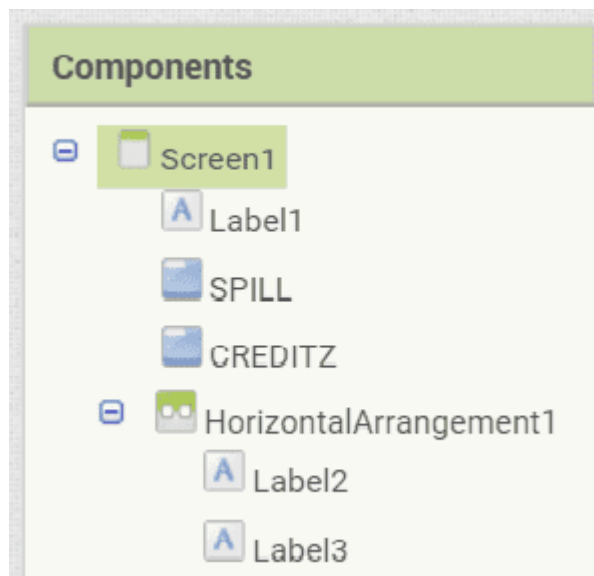 Components
Screen1
A Label1
SPILL
CREDITZ
HorizontalArrangement1
A Label2
A Label3